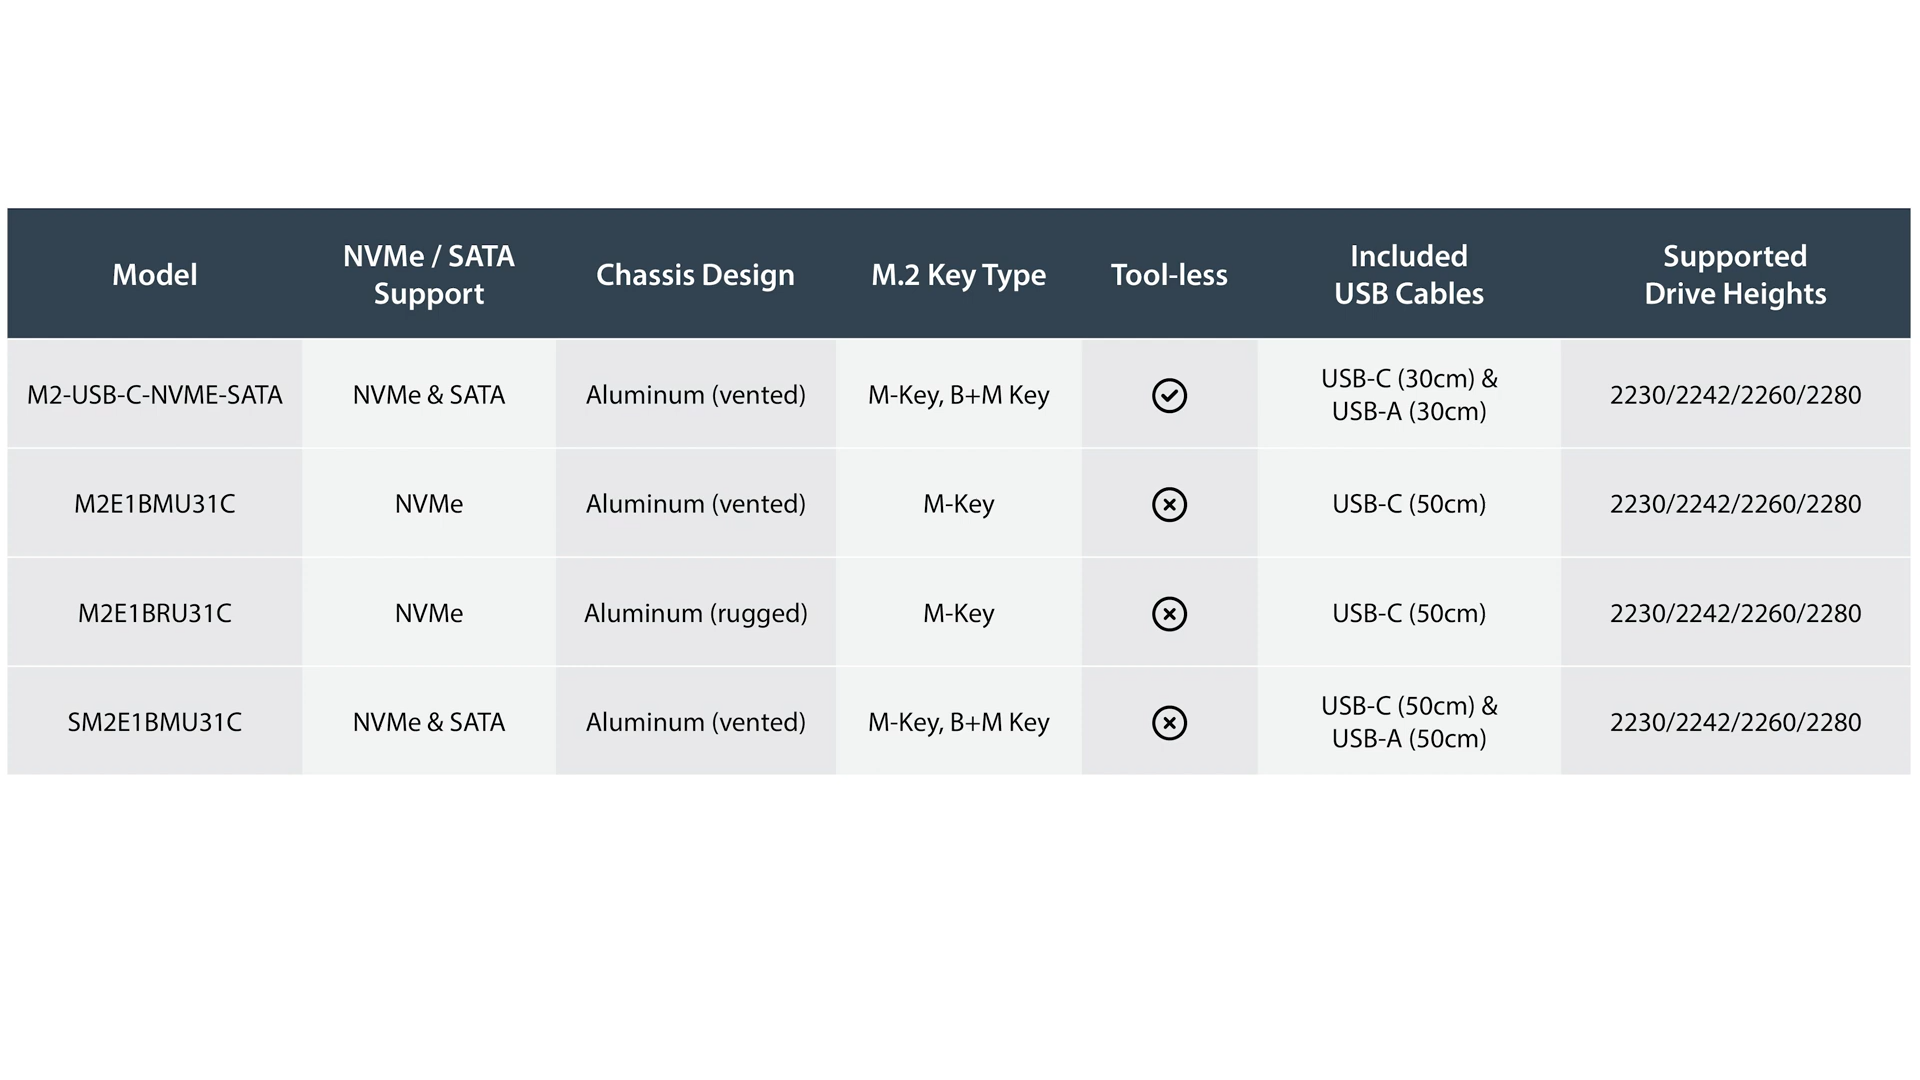 Model
NVMe / SATA
Support
Chassis Design
M.2 Key Type
Tool-less
Included
USB Cables
Supported
Drive Heights
M2-USB-C-NVME-SATA
NVMe & SATA
Aluminum (vented)
M-Key, B+M Key
USB-C (30cm) &
USB-A (30cm)
2230/2242/2260/2280
M2E1BMU31C
NVMe
Aluminum (vented)
M-Key
USB-C (50cm)
2230/2242/2260/2280
M2E1BRU31C
NVMe
Aluminum (rugged)
M-Key
USB-C (50cm)
2230/2242/2260/2280
SM2E1BMU31C
NVMe & SATA
Aluminum (vented)
M-Key, B+M Key
USB-C (50cm) &
USB-A (50cm)
2230/2242/2260/2280